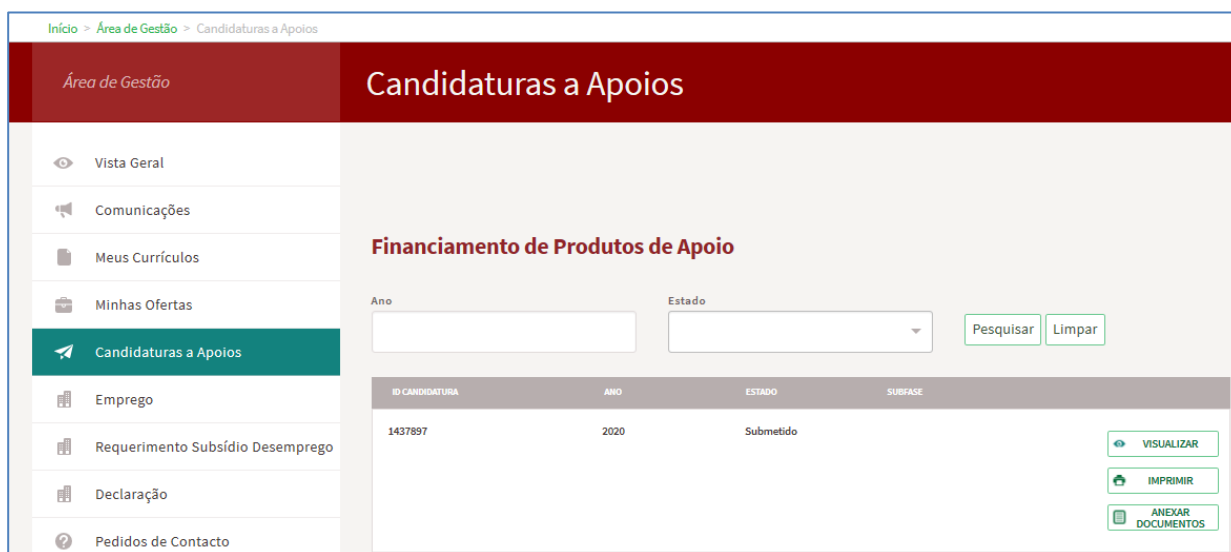 Início > Área de Gestão > Candidaturas a Apoios
Área de Gestão
Candidaturas a Apoios
Vista Geral
Comunicações
Meus Currículos
Minhas Ofertas
Candidaturas a Apoios
Emprego
Requerimento Subsídio Desemprego
Declaração
Pedidos de Contacto
Financiamento de Produtos de Apoio
Ano Estado
Pesquisar Limpar
ID CANDIDATURA ANO ESTADO SUBFASE
1437897 2020 Submetido
VISUALIZAR
IMPRIMIR
ANEXAR
DOCUMENTOS